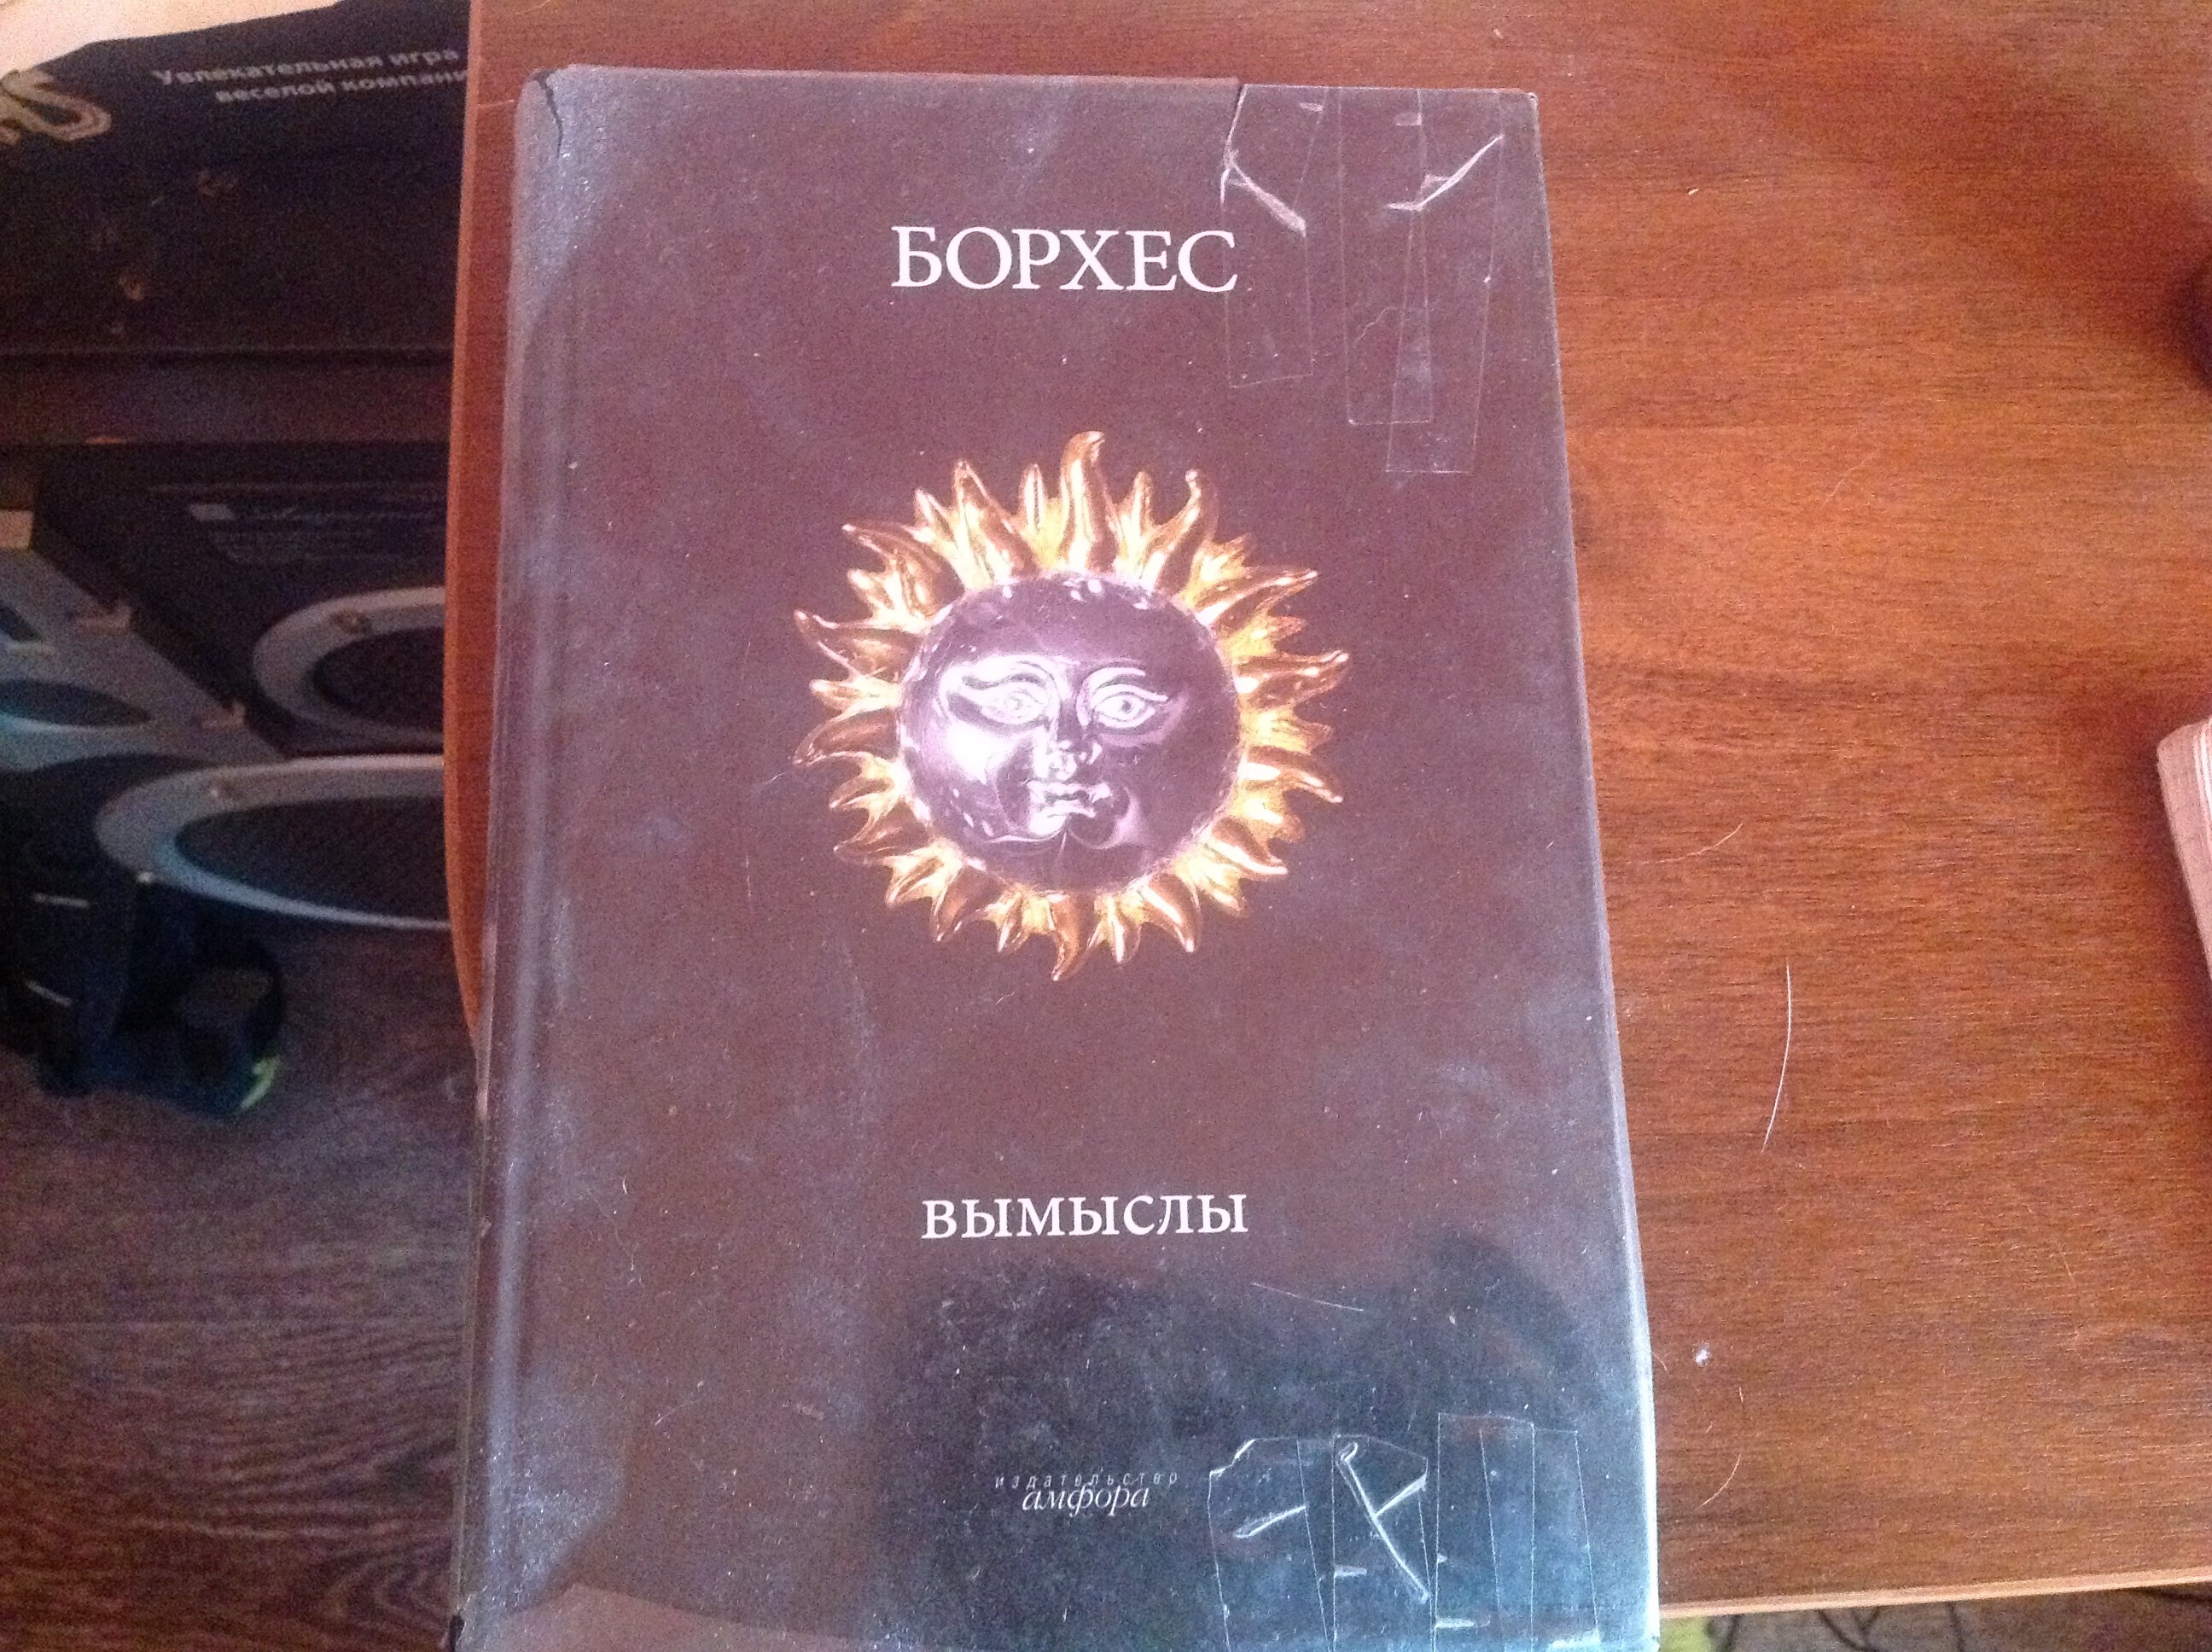 Увлекательная игра
веселой компани
БОРХЕС
вымыслы
издательство
амфора